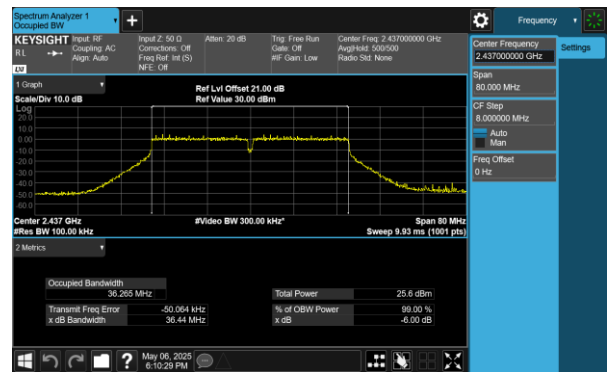 Spectrum Analyzer 1
Occupied BW
Frequency
KEYSIGHT
R L
LXI
Input: RF
Coupling: AC
Align: Auto
Input Z: 50 Ω
Corrections: Off
Freq Ref: Int (S)
NFE: Off
Atten: 20 dB
Trig: Free Run
Gate: Off
#IF Gain: Low
Center Freq: 2.437000000 GHz
Avg|Hold: 500/500
Radio Std: None
Center Frequency
2.437000000 GHz
Settings
Span
80.000 MHz
CF Step
8.000000 MHz
Auto
Man
Freq Offset
0 Hz
1 Graph
Scale/Div 10.0 dB
Ref Lvl Offset 21.00 dB
Ref Value 30.00 dBm
Log
20.0
10.0
0.00
-10.0
-20.0
-30.0
-40.0
-50.0
-60.0
Center 2.437 GHz
#Res BW 100.00 kHz
#Video BW 300.00 kHz*
Span 80 MHz
Sweep 9.93 ms (1001 pts)
2 Metrics
Occupied Bandwidth
36.265 MHz
Total Power 25.6 dBm
Transmit Freq Error -50.064 kHz
% of OBW Power 99.00 %
x dB Bandwidth 36.44 MHz
x dB -6.00 dB
?
May 06, 2025
6:10:29 PM